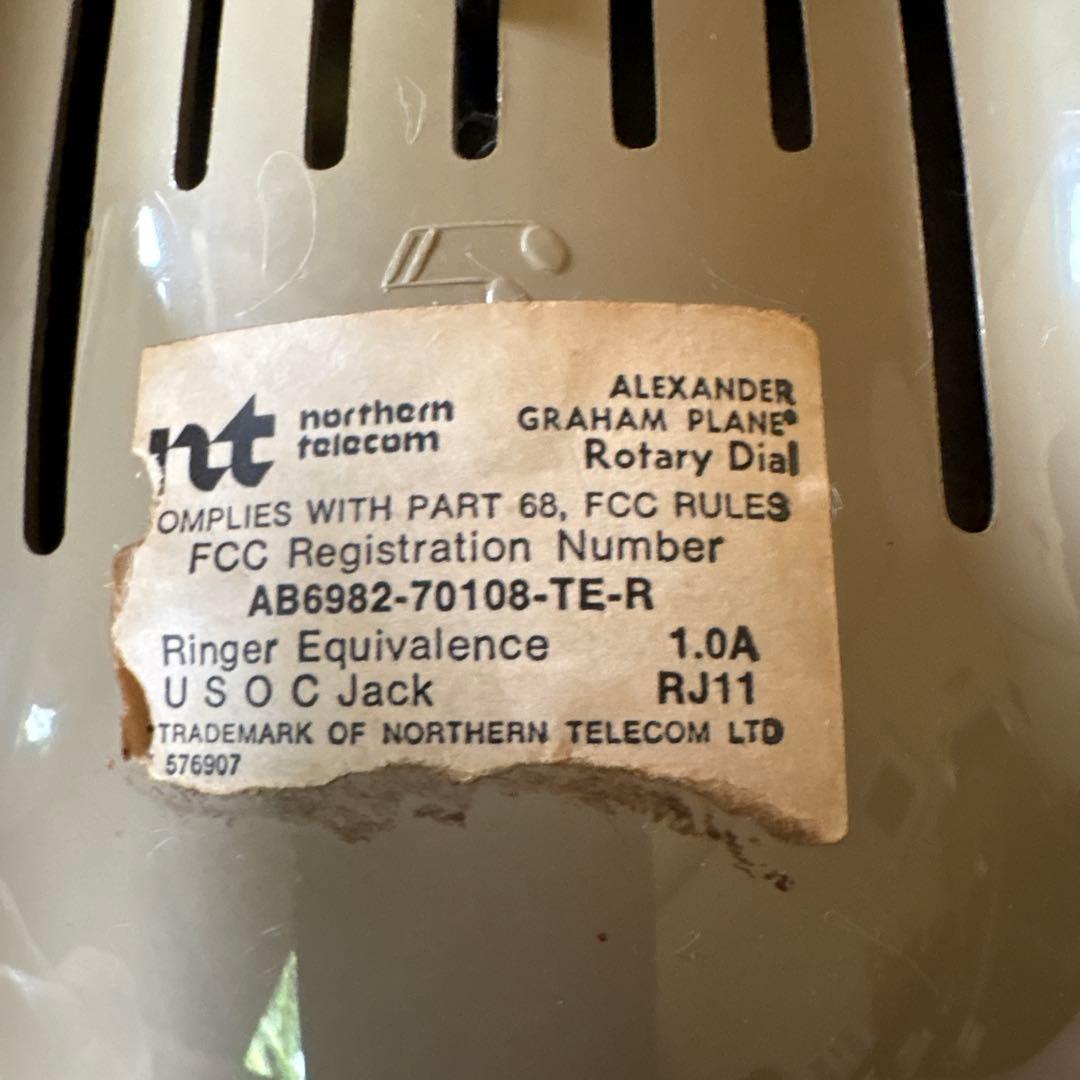 nt northern
telecom
ALEXANDER
GRAHAM PLANE®
Rotary Dial
OMPLIES WITH PART 68, FCC RULES
FCC Registration Number
AB6982-70108-TE-R
Ringer Equivalence 1.0A
U S O C Jack RJ11
TRADEMARK OF NORTHERN TELECOM LTD
576907